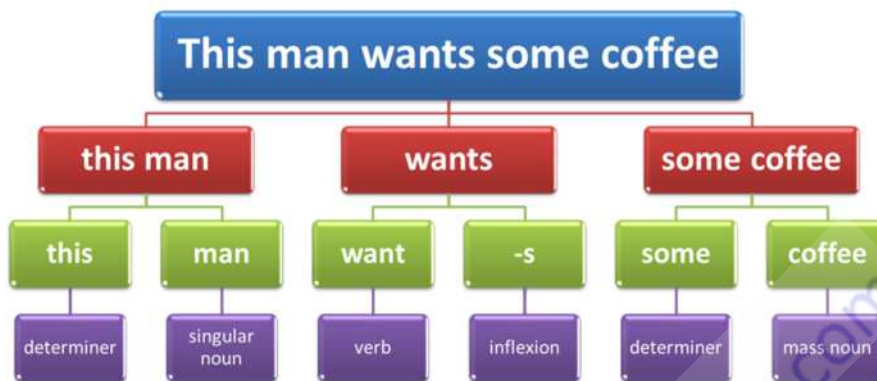 This man wants some coffee
this man
wants
some coffee
this
man
want
-s
some
coffee
determiner
singular
noun
verb
inflexion
determiner
mass noun
com